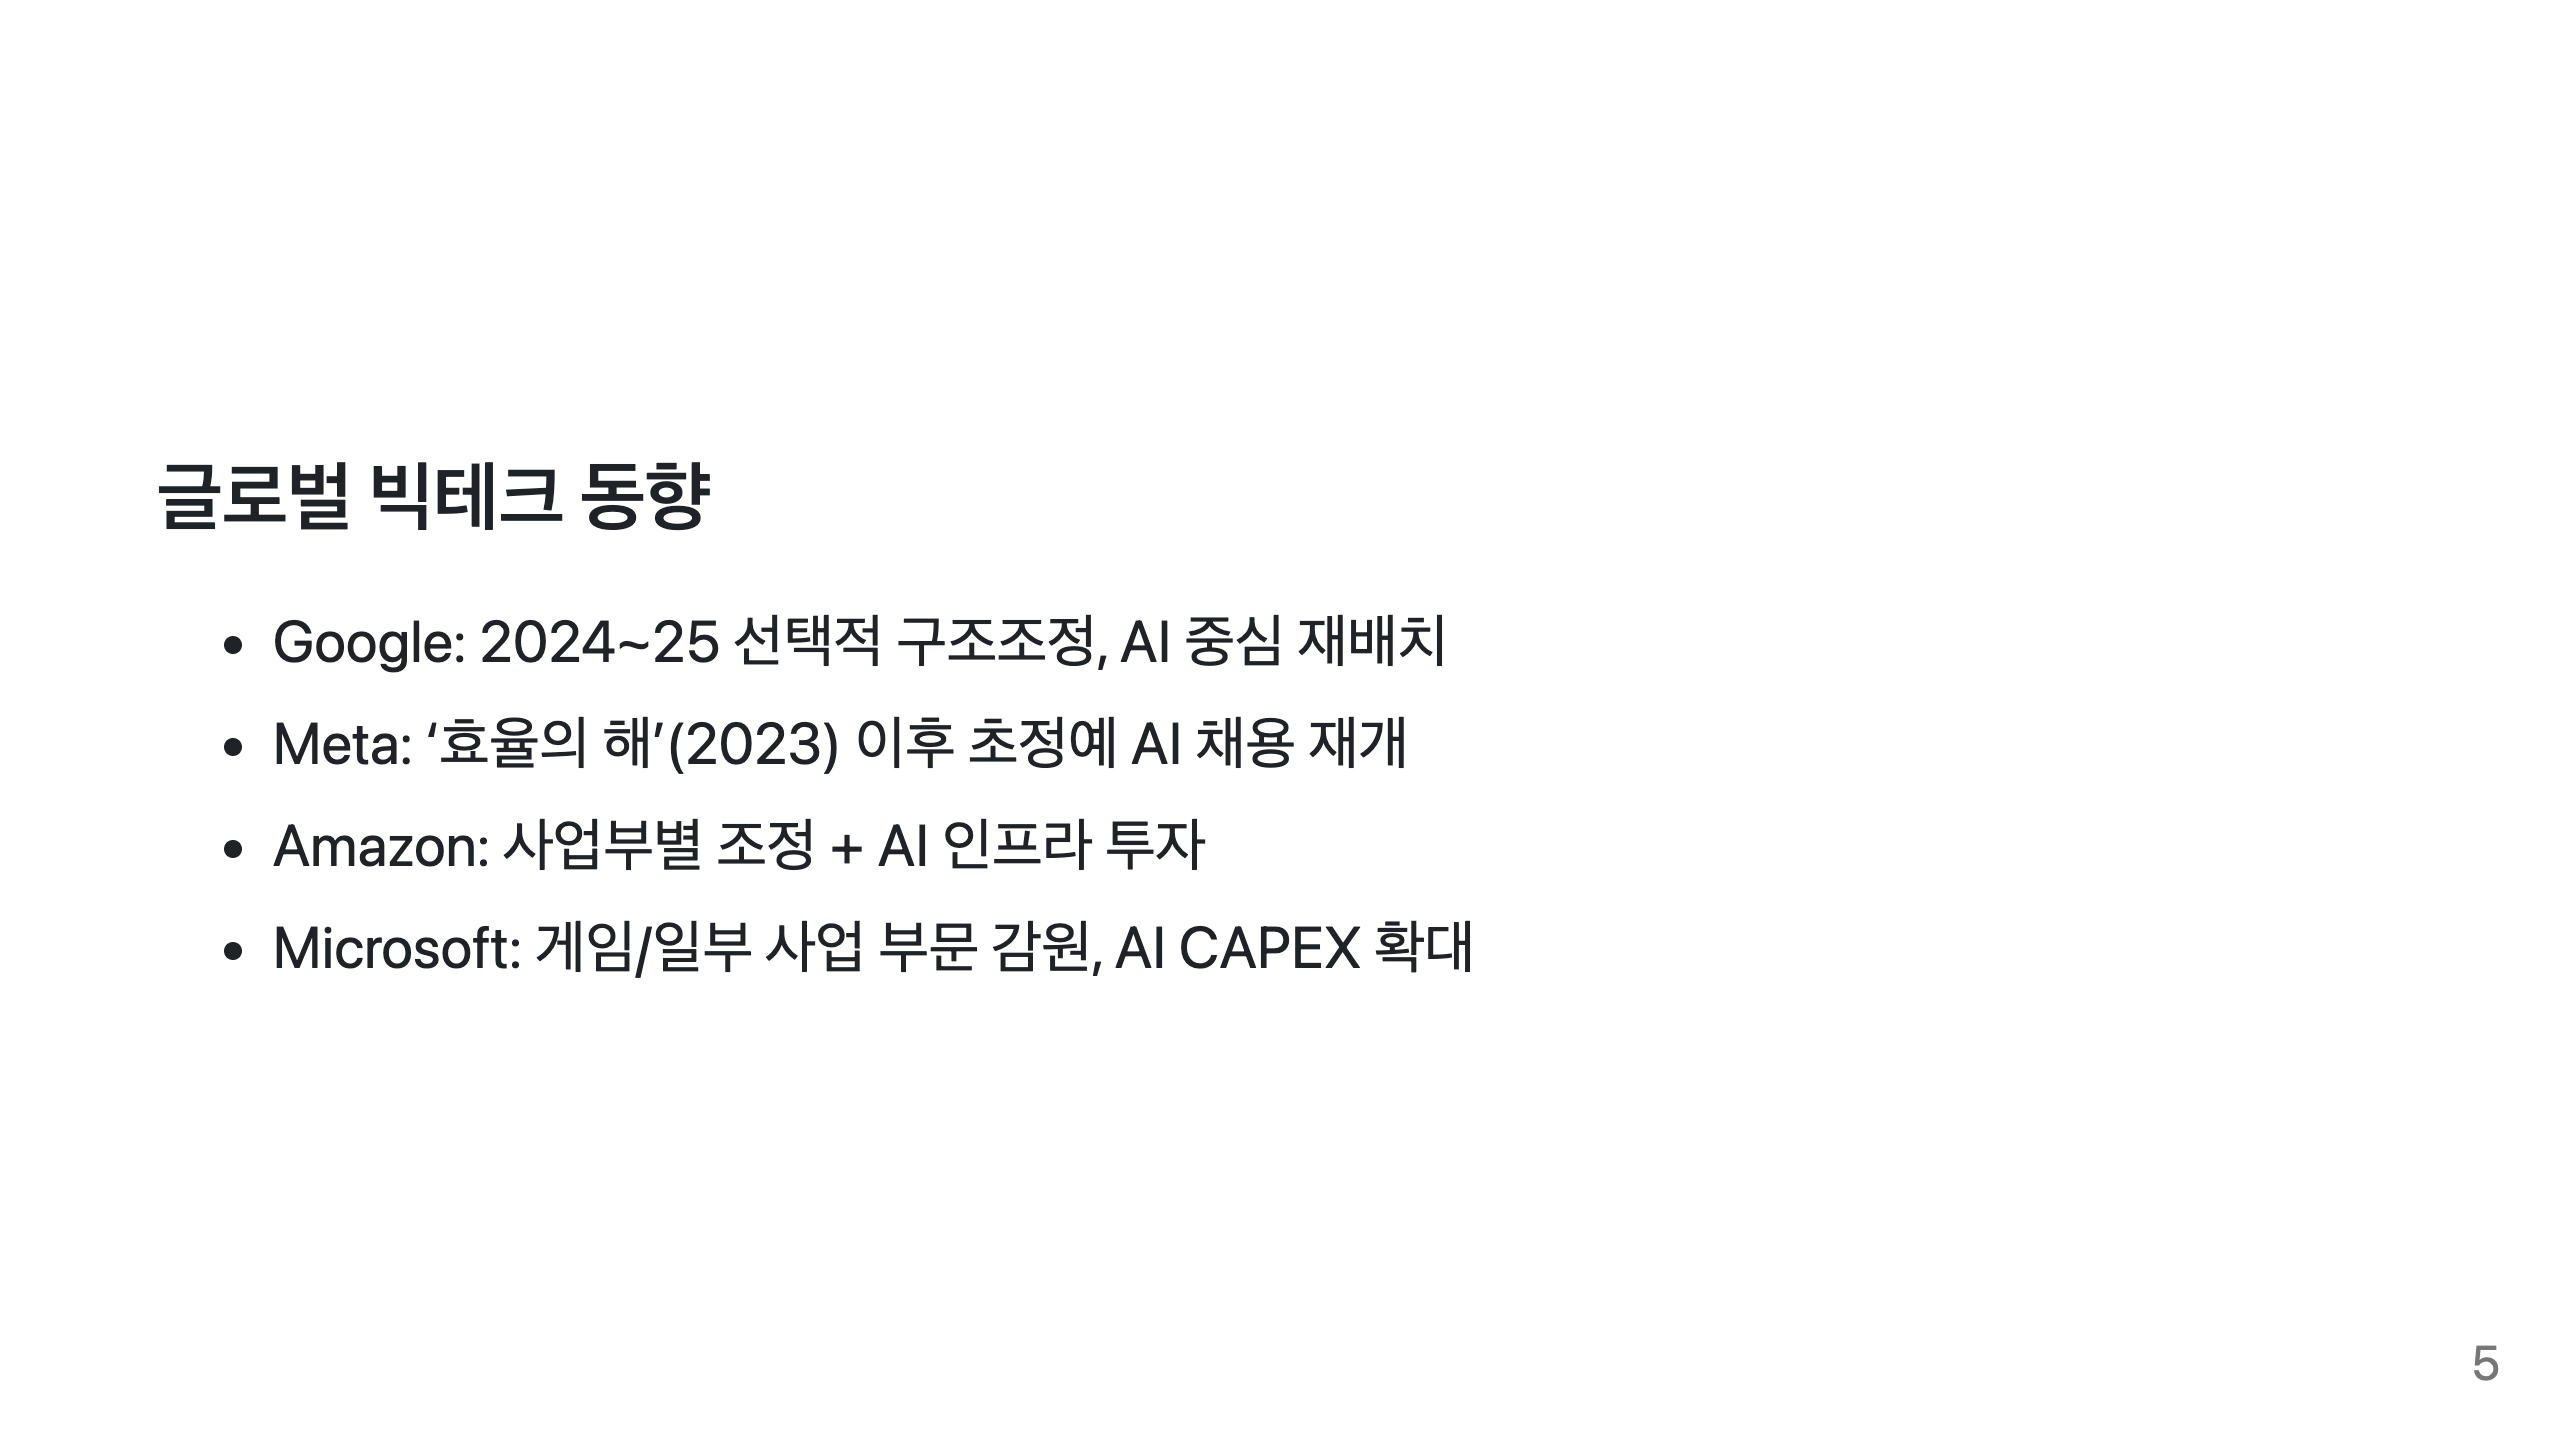 글로벌 빅테크 동향
• Google: 2024~25 선택적 구조조정, AI 중심 재배치
• Meta: ‘효율의 해’(2023) 이후 초정예 AI 채용 재개
• Amazon: 사업부별 조정 + AI 인프라 투자
• Microsoft: 게임/일부 사업 부문 감원, AI CAPEX 확대
5